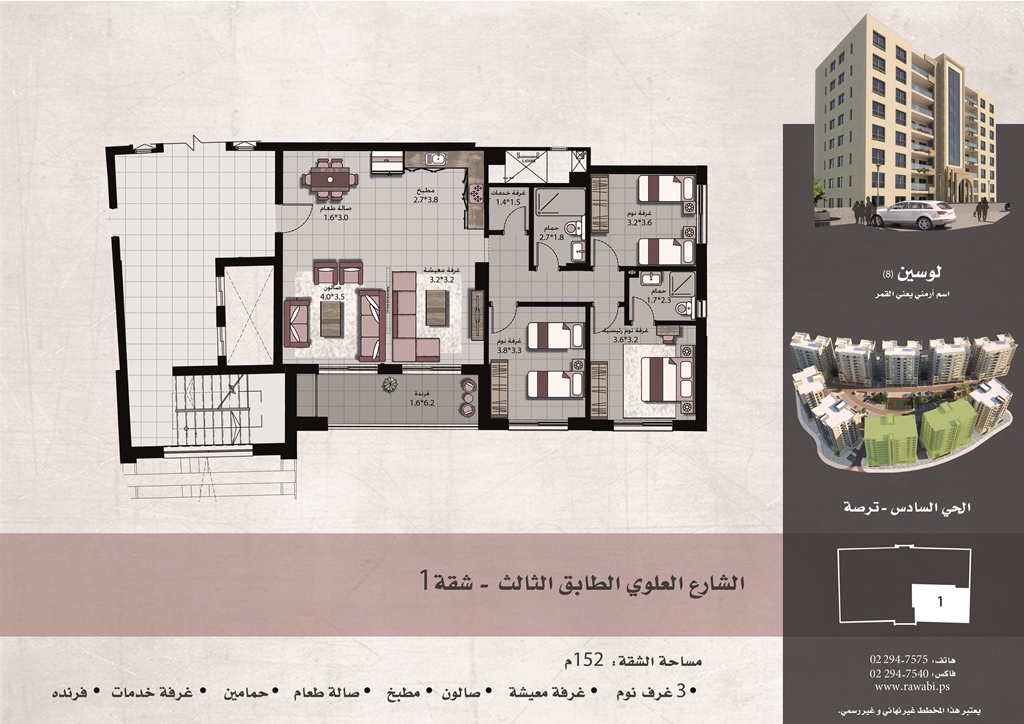 صالة طعام
1.6*3.0
مطبخ
2.7*3.8
غرفة خدمات
1.4*1.5
LADDER
حمام
2.7*1.8
غرفة نوم
3.2*3.6
صالون
4.0*3.5
غرفة معيشة
3.2*3.2
حمام
1.7*2.3
غرفة نوم
3.8*3.3
غرفة نوم رئيسية
3.6*3.2
فرندة
1.6*6.2
لوسين (8)
اسم أرمني يعني القمر
الحي السادس - ترصة
1
الشارع العلوي الطابق الثالث - شقة 1
مساحة الشقة: 152م
• 3 غرف نوم • غرفة معيشة • صالون • مطبخ • صالة طعام • حمامين • غرفة خدمات • فرنده
هاتف: 02 294-7575
فاكس: 02 294-7540
www.rawabi.ps
يعتبر هذا المخطط غير نهائي و غير رسمي.